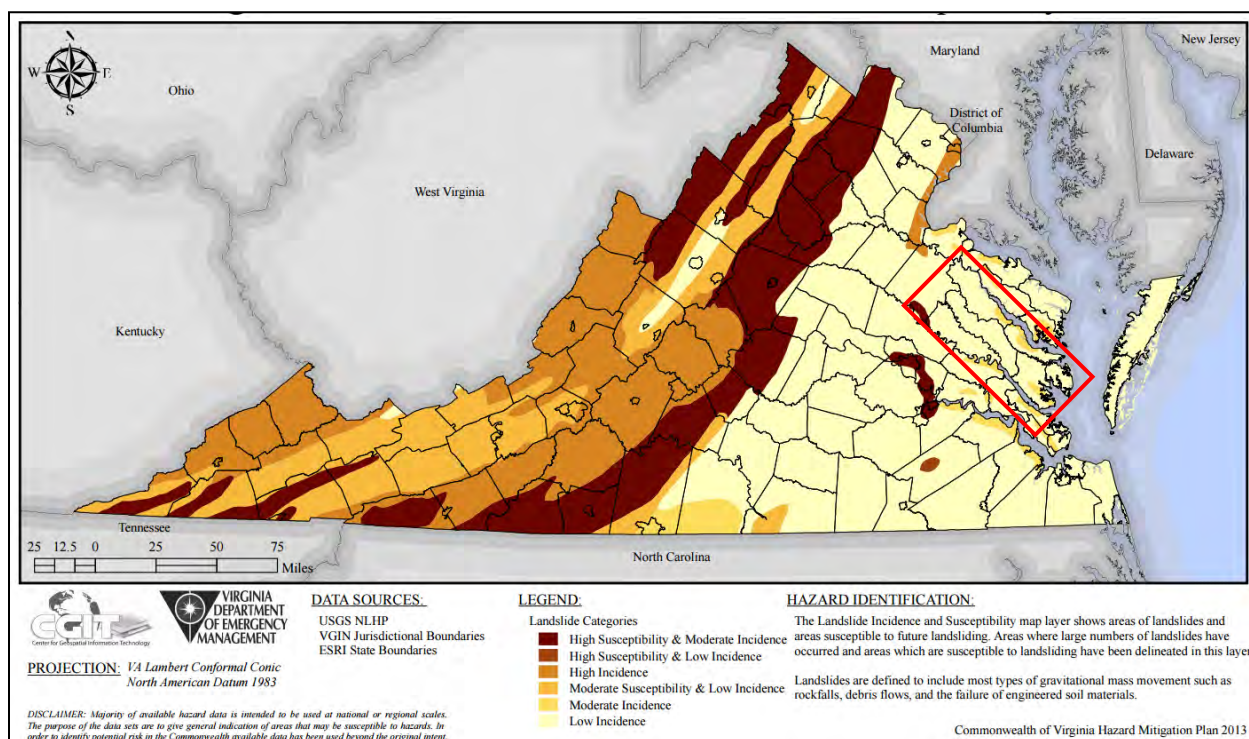 N
W E
S
Ohio
Maryland
New Jersey
District of
Columbia
Delaware
West Virginia
Kentucky
Tennessee
North Carolina
25 12.5 0 25 50 75
Miles
CGIT
Center for Geospatial Information Technology
VIRGINIA
DEPARTMENT
OF EMERGENCY
MANAGEMENT
PROJECTION: VA Lambert Conformal Conic
North American Datum 1983
DISCLAIMER: Majority of available hazard data is intended to be used at national or regional scales.
The purpose of the data sets are to give general indication of areas that may be susceptible to hazards. In
order to identify potential risk in the Commonwealth available data has been used beyond the original intent.
DATA SOURCES:
USGS NLHP
VGIN Jurisdictional Boundaries
ESRI State Boundaries
LEGEND:
Landslide Categories
High Susceptibility & Moderate Incidence
High Susceptibility & Low Incidence
High Incidence
Moderate Susceptibility & Low Incidence
Moderate Incidence
Low Incidence
HAZARD IDENTIFICATION:
The Landslide Incidence and Susceptibility map layer shows areas of landslides and
areas susceptible to future landsliding. Areas where large numbers of landslides have
occurred and areas which are susceptible to landsliding have been delineated in this layer
Landslides are defined to include most types of gravitational mass movement such as
rockfalls, debris flows, and the failure of engineered soil materials.
Commonwealth of Virginia Hazard Mitigation Plan 2013